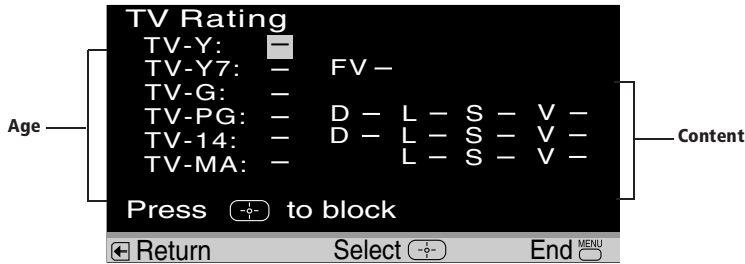 TV Rating
TV-Y: –
TV-Y7: – FV –
TV-G: –
TV-PG: – D – L – S – V –
TV-14: – D – L – S – V –
TV-MA: – L – S – V –
Age
Content
Press to block
Return Select End MENU